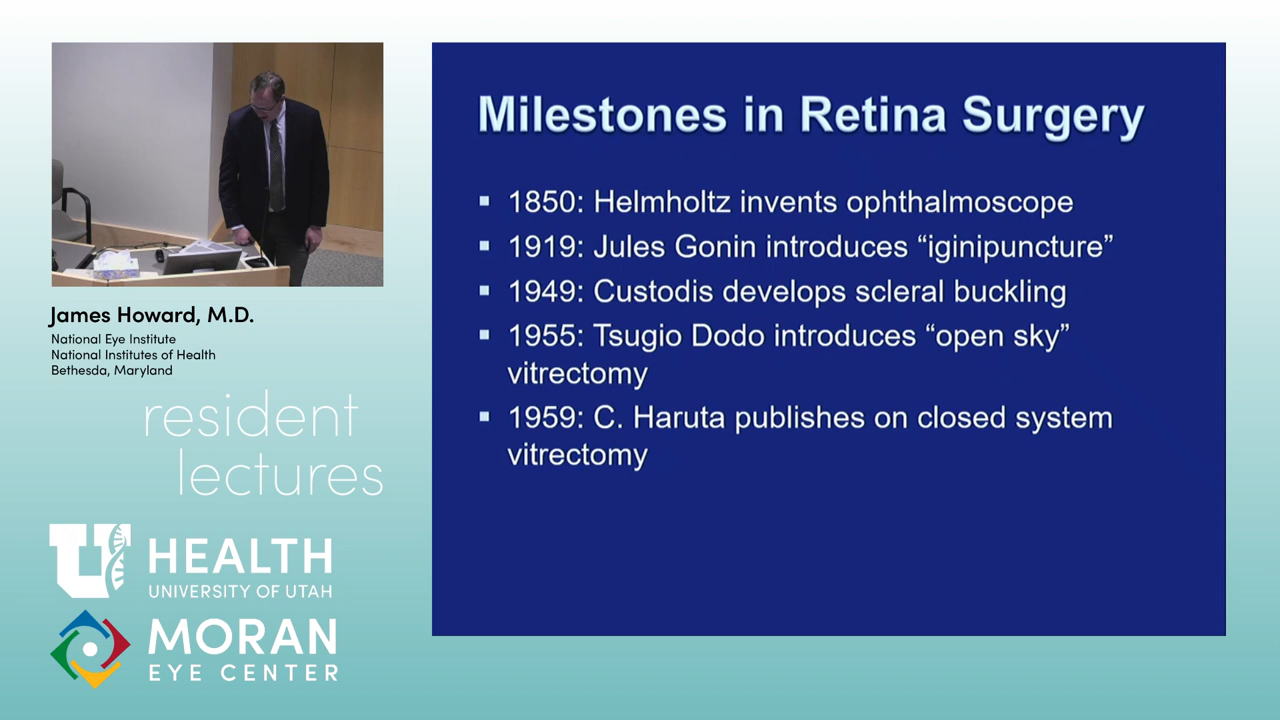 James Howard, M.D.
National Eye Institute
National Institutes of Health
Bethesda, Maryland
resident
lectures
U HEALTH
UNIVERSITY OF UTAH
MORAN
EYE CENTER
Milestones in Retina Surgery
▪ 1850: Helmholtz invents ophthalmoscope
▪ 1919: Jules Gonin introduces “iginipuncture”
▪ 1949: Custodis develops scleral buckling
▪ 1955: Tsugio Dodo introduces “open sky”
vitrectomy
▪ 1959: C. Haruta publishes on closed system
vitrectomy